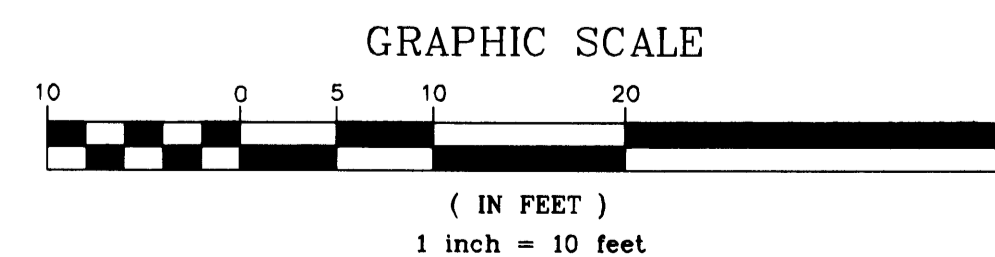 GRAPHIC SCALE
10 0 5 10 20
( IN FEET )
1 inch = 10 feet